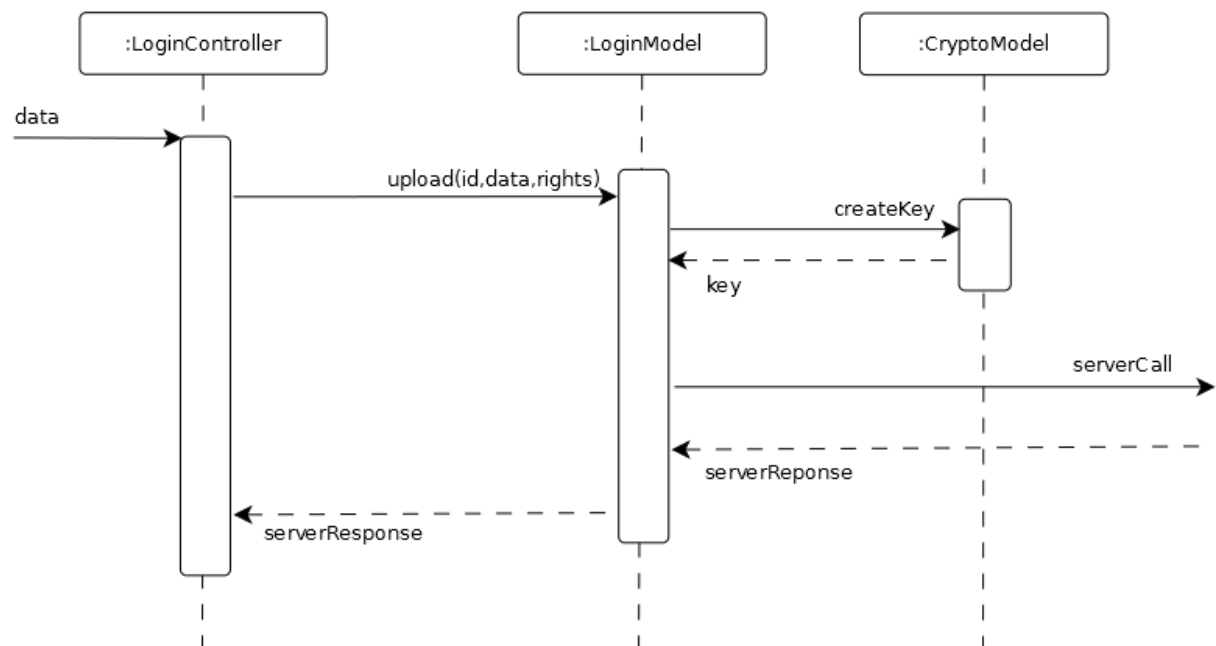 :LoginController
:LoginModel
:CryptoModel
data
upload(id,data,rights)
createKey
key
serverCall
serverReponse
serverResponse